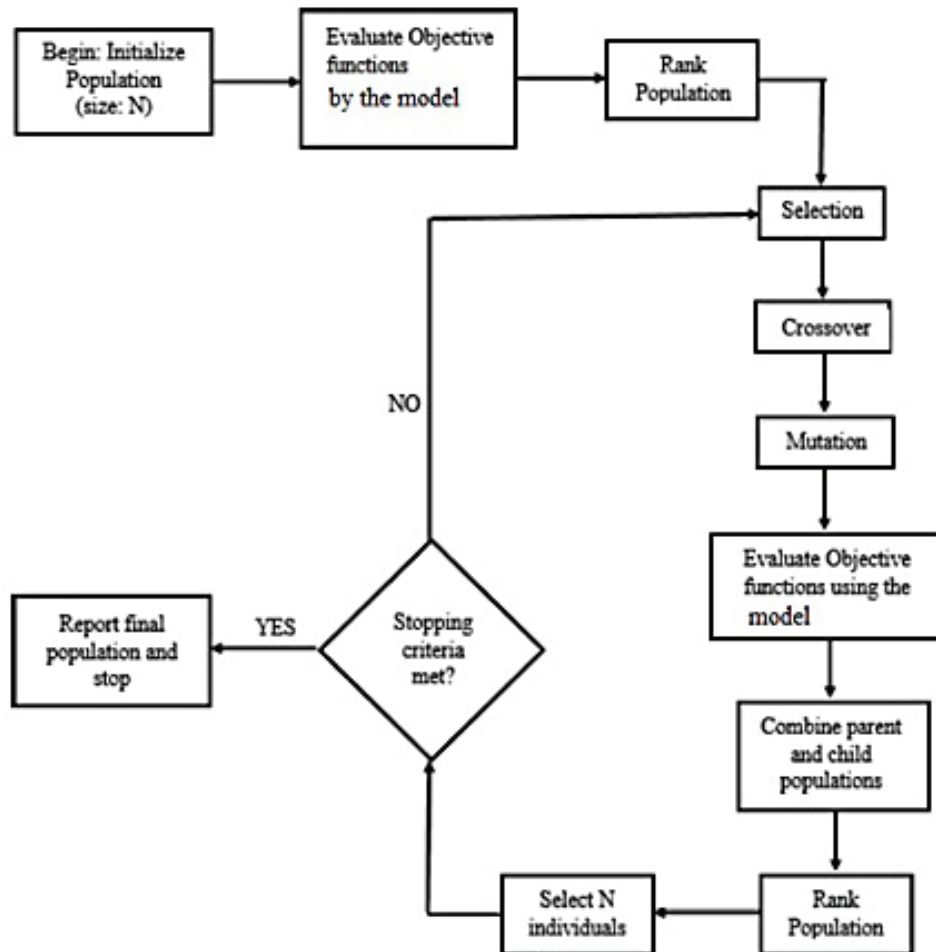 Begin: Initialize
Population
(size: N)
Evaluate Objective
functions
by the model
Rank
Population
Selection
Crossover
Mutation
Evaluate Objective
functions using the
model
Combine parent
and child
populations
Rank
Population
Select N
individuals
Stopping
criteria
met?
NO
YES
Report final
population and
stop